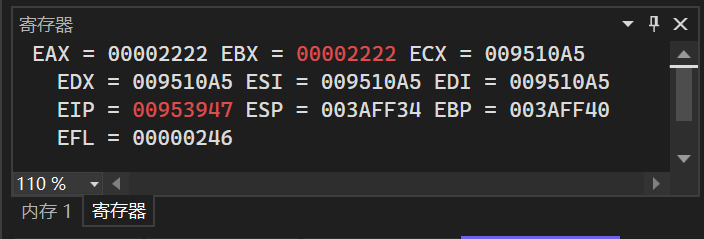 寄存器
EAX = 00002222 EBX = 00002222 ECX = 009510A5
EDX = 009510A5 ESI = 009510A5 EDI = 009510A5
EIP = 00953947 ESP = 003AFF34 EBP = 003AFF40
EFL = 00000246
110 %
内存 1 寄存器